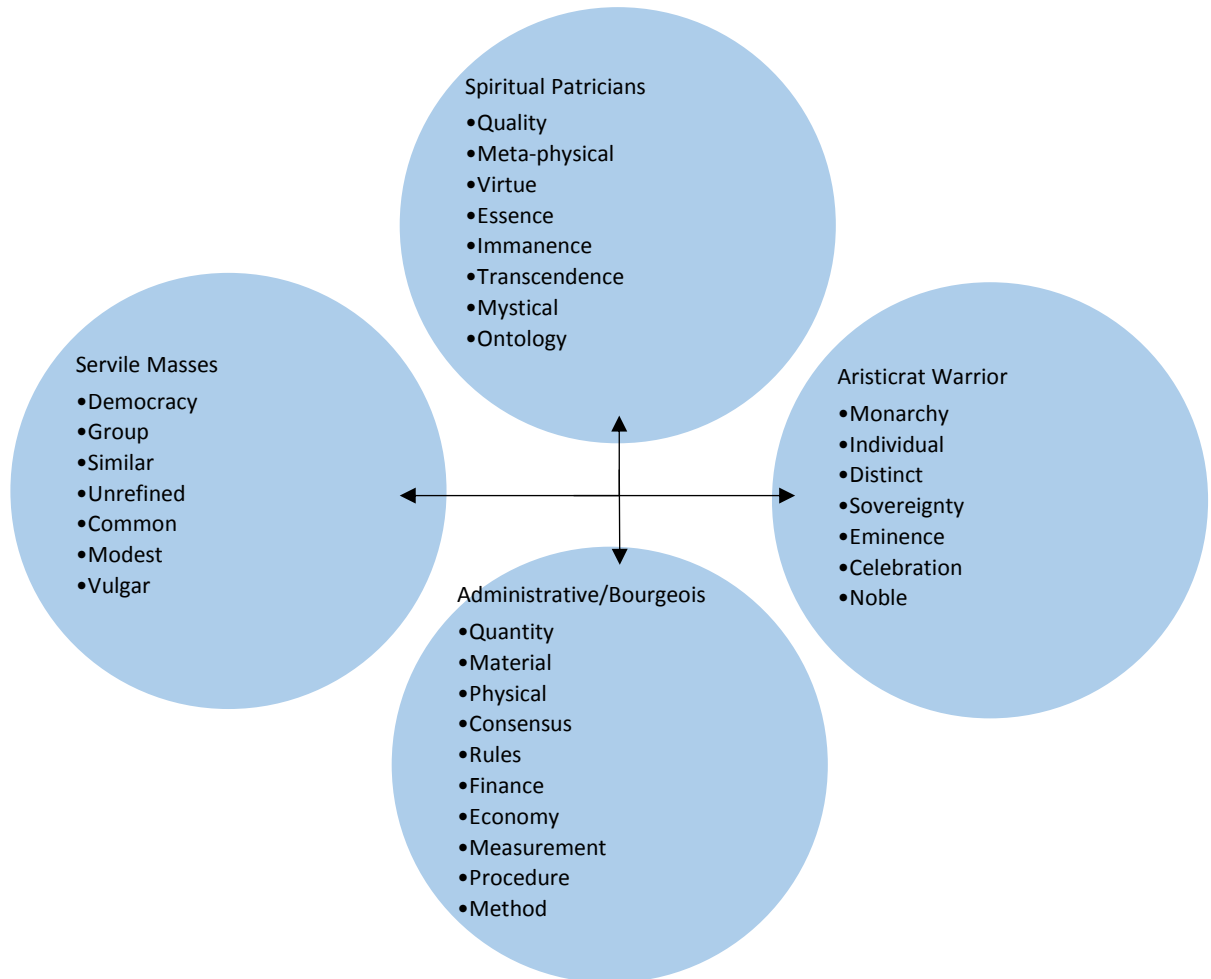 Spiritual Patricians
•Quality
•Meta-physical
•Virtue
•Essence
•Immanence
•Transcendence
•Mystical
•Ontology
Servile Masses
•Democracy
•Group
•Similar
•Unrefined
•Common
•Modest
•Vulgar
Aristicrat Warrior
•Monarchy
•Individual
•Distinct
•Sovereignty
•Eminence
•Celebration
•Noble
Administrative/Bourgeois
•Quantity
•Material
•Physical
•Consensus
•Rules
•Finance
•Economy
•Measurement
•Procedure
•Method